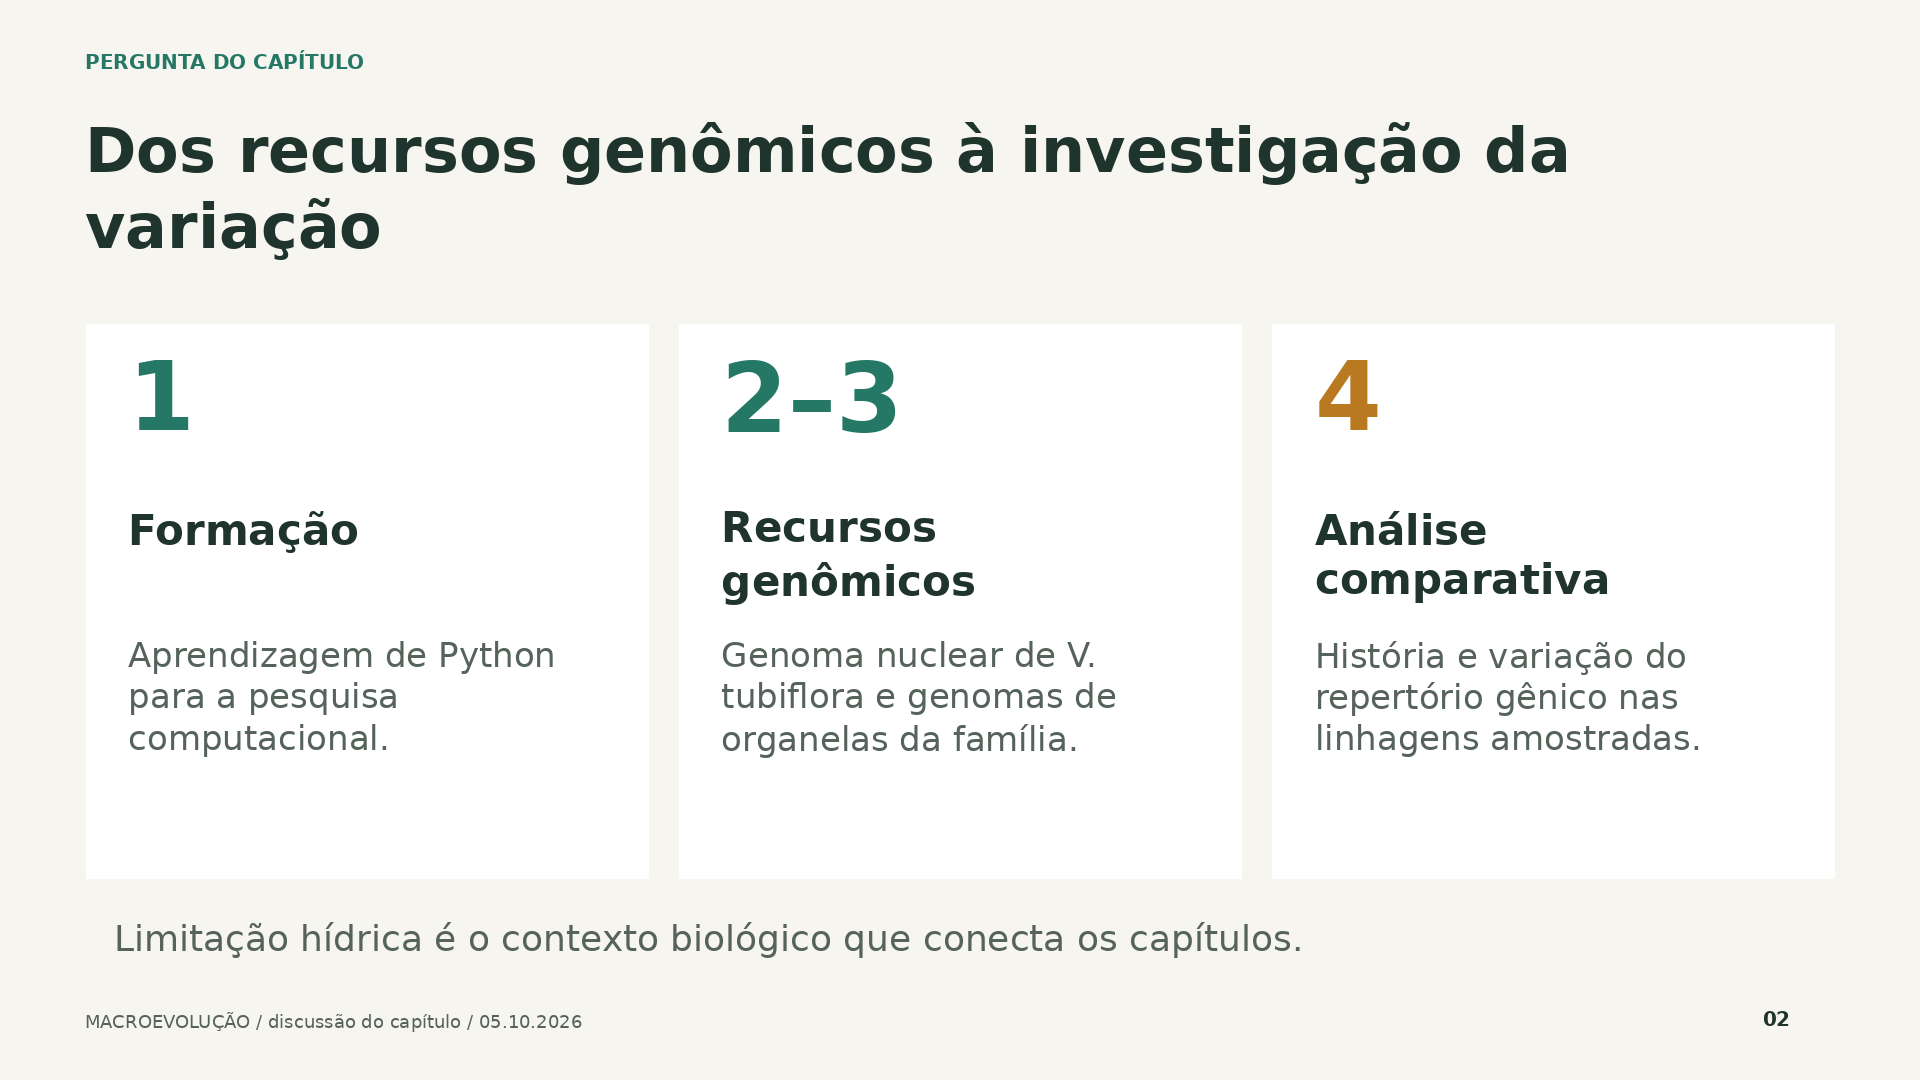 PERGUNTA DO CAPÍTULO
Dos recursos genômicos à investigação da
variação
1
Formação
Aprendizagem de Python
para a pesquisa
computacional.
2–3
Recursos
genômicos
Genoma nuclear de V.
tubiflora e genomas de
organelas da família.
4
Análise
comparativa
História e variação do
repertório gênico nas
linhagens amostradas.
Limitação hídrica é o contexto biológico que conecta os capítulos.
MACROEVOLUÇÃO / discussão do capítulo / 05.10.2026
02